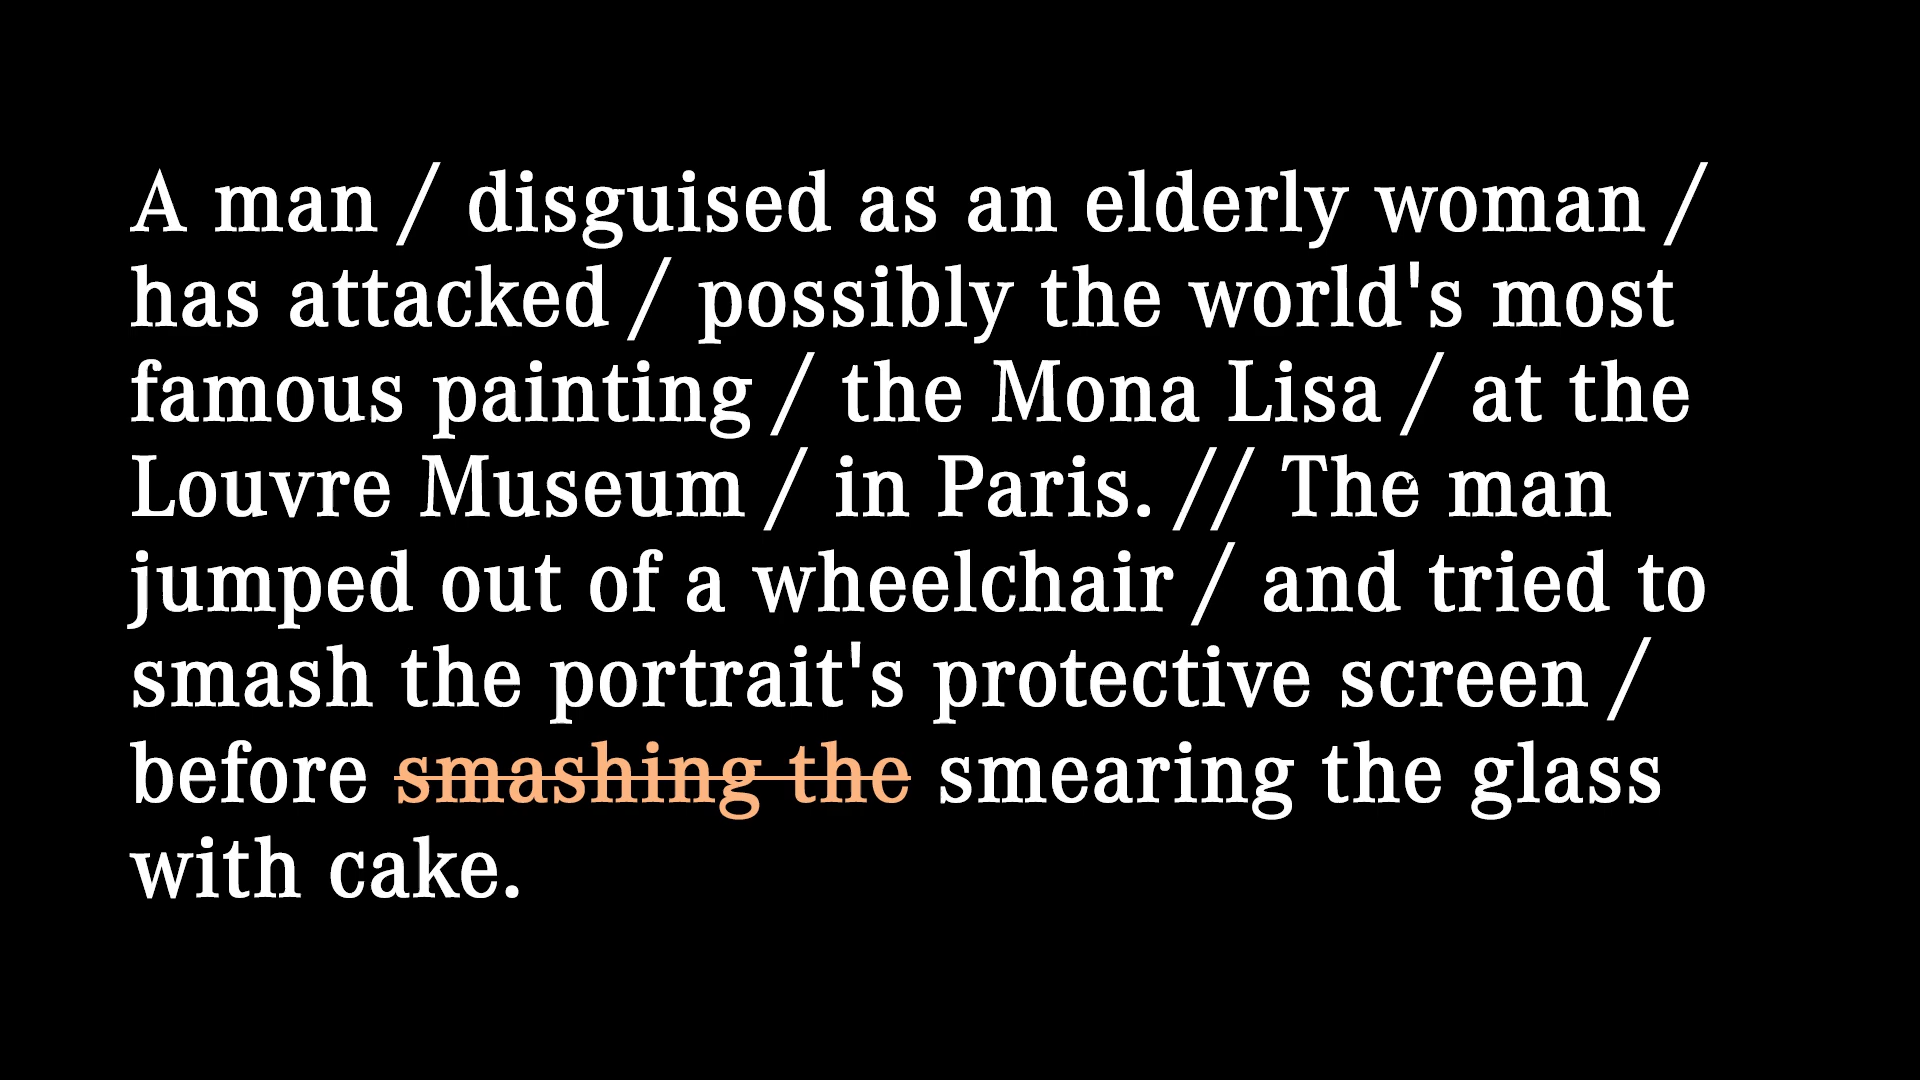 A man / disguised as an elderly woman /
has attacked / possibly the world's most
famous painting / the Mona Lisa / at the
Louvre Museum / in Paris. // The man
jumped out of a wheelchair / and tried to
smash the portrait's protective screen /
before smashing the smearing the glass
with cake.